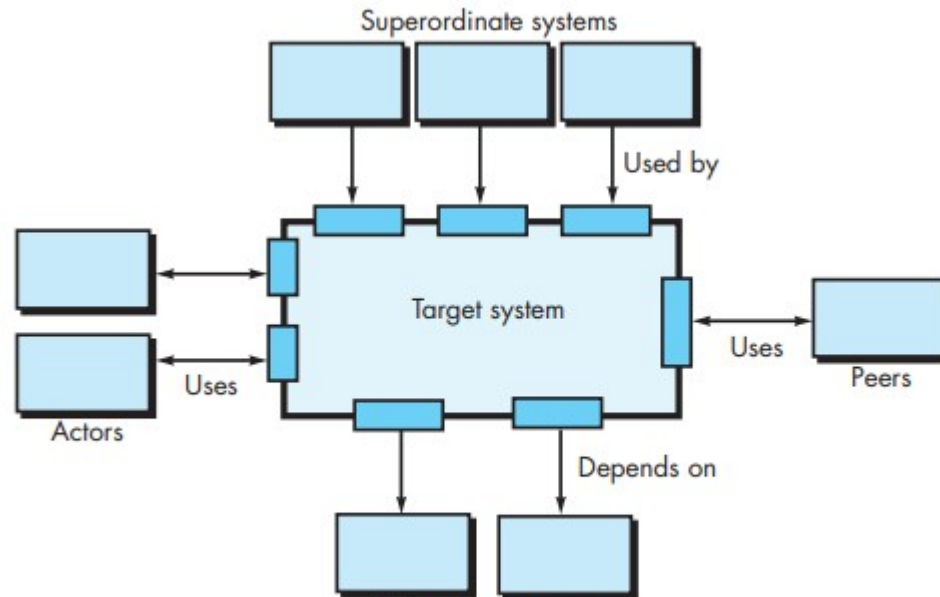 Superordinate systems
Used by
Target system
Uses
Uses
Peers
Actors
Depends on